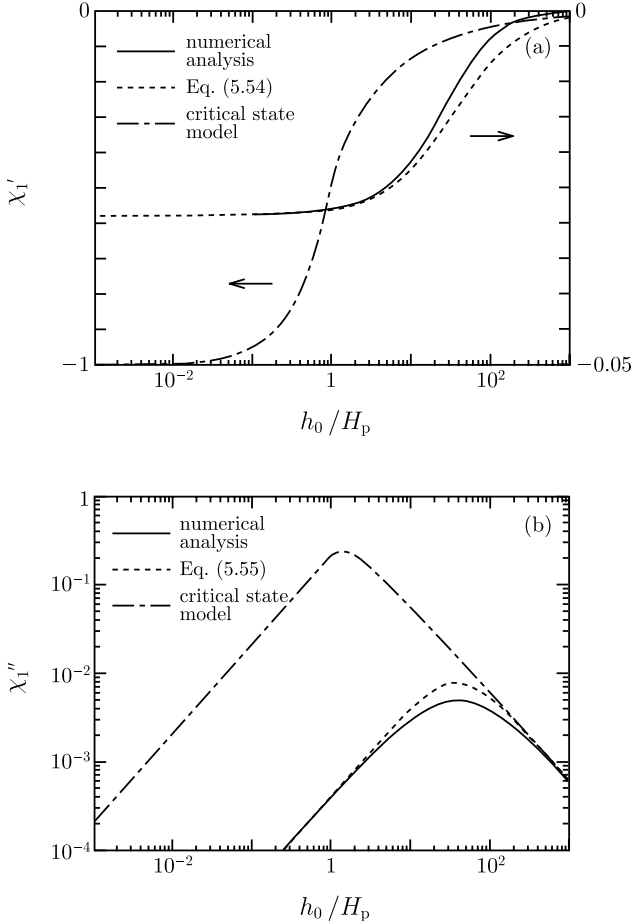 0
0
(a)
numerical
analysis
Eq. (5.54)
critical state
model
χ₁′
−1
−0.05
10⁻²
1
10²
h₀ / Hₚ
1
(b)
numerical
analysis
Eq. (5.55)
critical state
model
10⁻¹
10⁻²
χ₁″
10⁻³
10⁻⁴
10⁻²
1
10²
h₀ / Hₚ